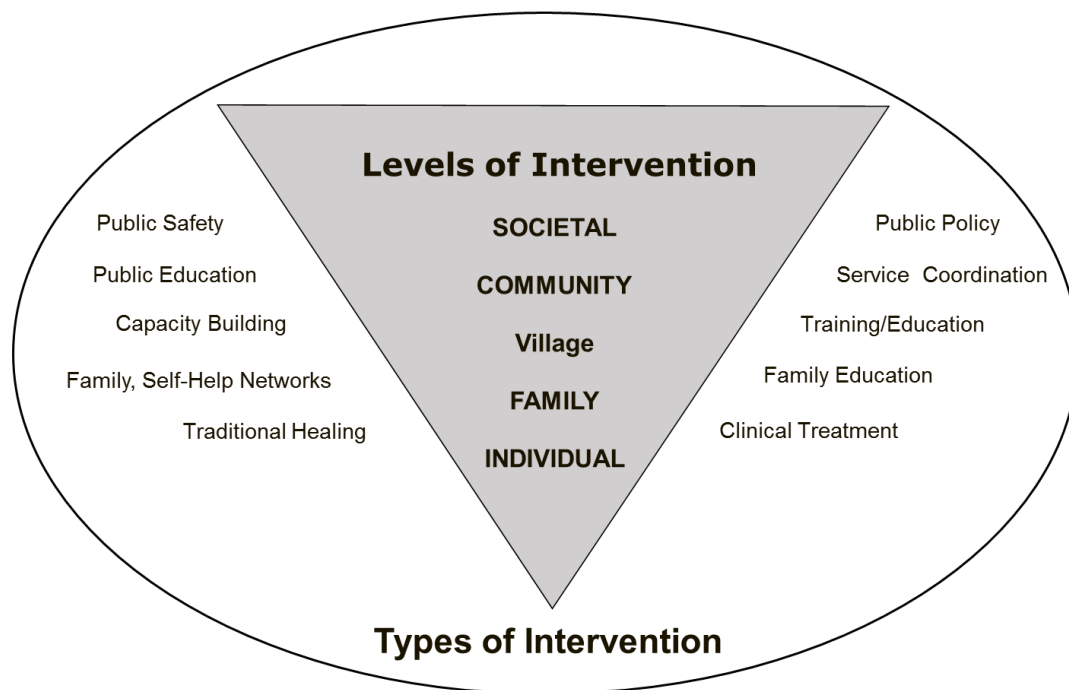 Levels of Intervention
Public Safety
SOCIETAL
Public Policy
Public Education
COMMUNITY
Service Coordination
Capacity Building
Village
Training/Education
Family, Self-Help Networks
FAMILY
Family Education
Traditional Healing
INDIVIDUAL
Clinical Treatment
Types of Intervention